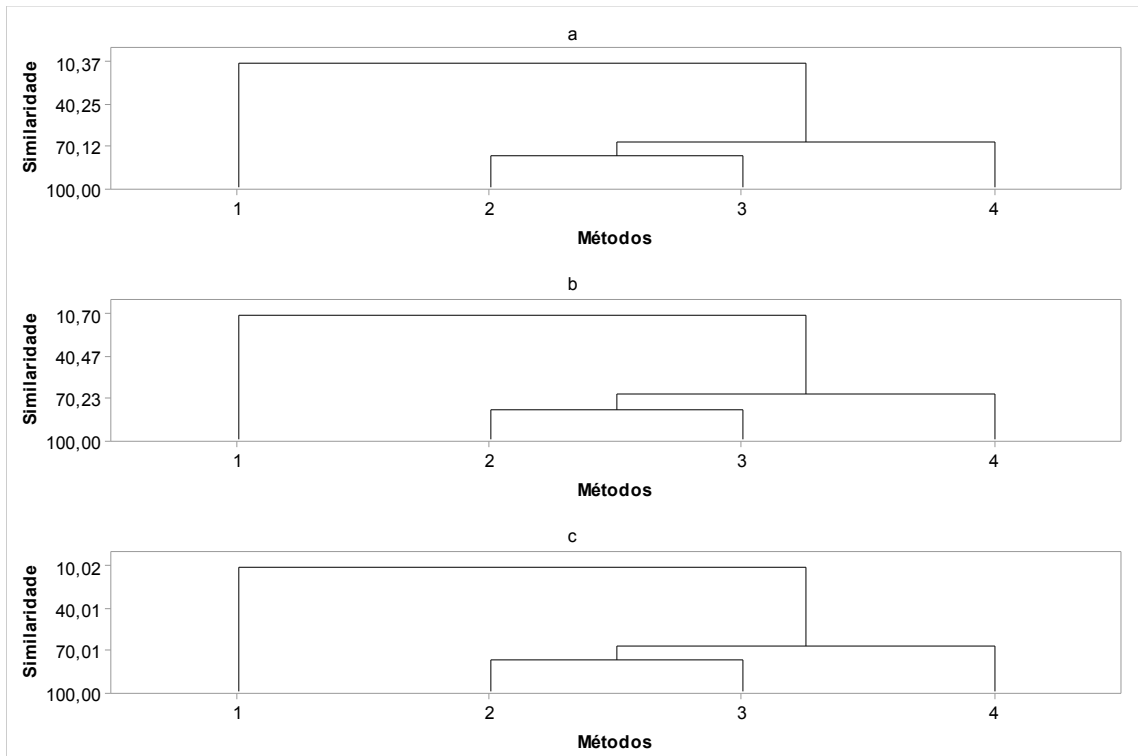 a
Similaridade
10,37
40,25
70,12
100,00
1 2 3 4
Métodos
b
Similaridade
10,70
40,47
70,23
100,00
1 2 3 4
Métodos
c
Similaridade
10,02
40,01
70,01
100,00
1 2 3 4
Métodos